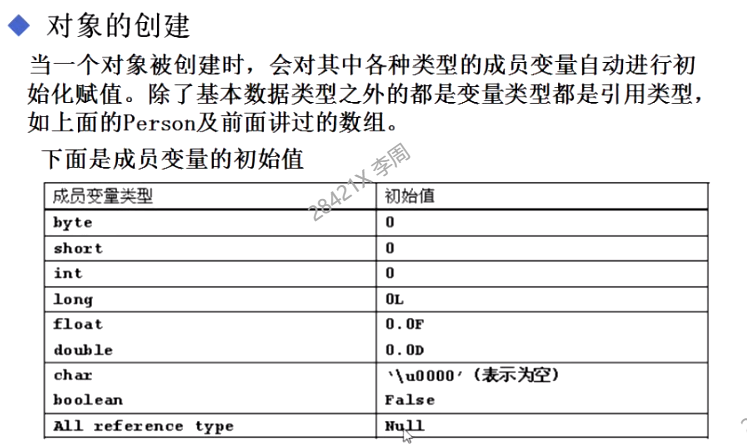 对象的创建
当一个对象被创建时，会对其中各种类型的成员变量自动进行初
始化赋值。除了基本数据类型之外的都是变量类型都是引用类型，
如上面的Person及前面讲过的数组。
下面是成员变量的初始值
28421X 李周
成员变量类型 初始值
byte 0
short 0
int 0
long 0L
float 0.0F
double 0.0D
char '\u0000' (表示为空)
boolean False
All reference type Null